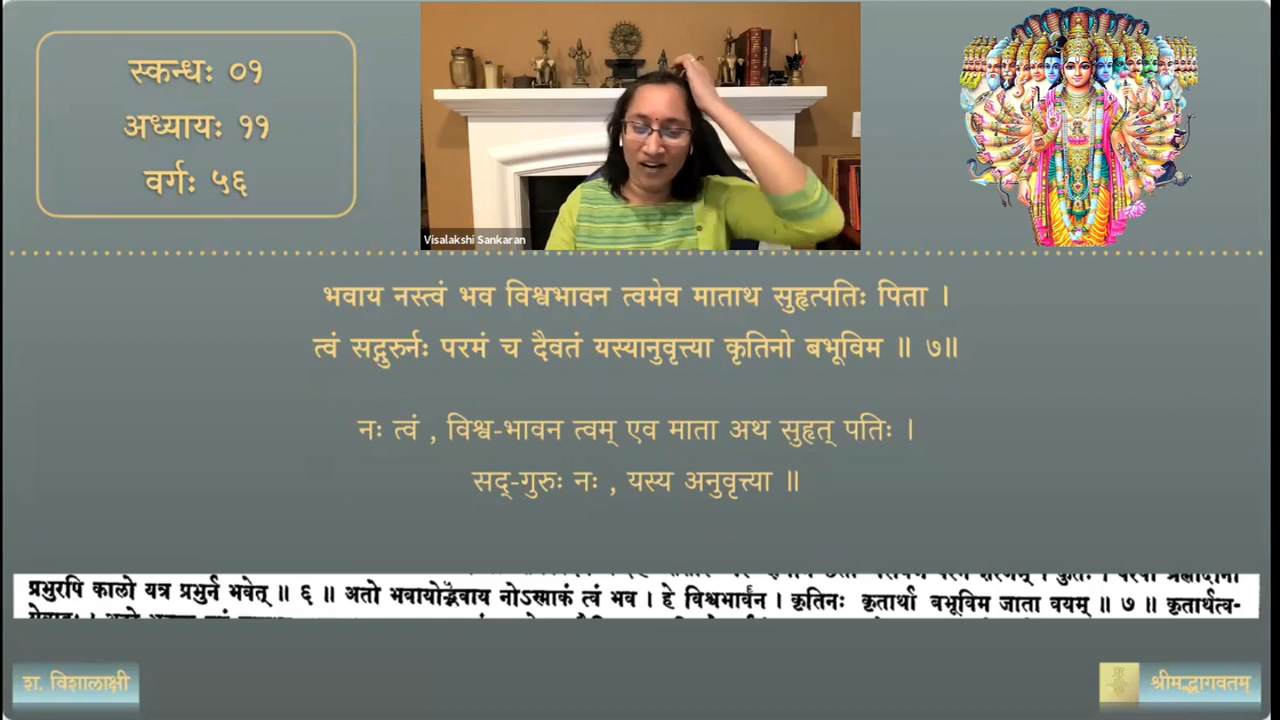 स्कन्धः ०१
अध्यायः ११
वर्गः ५६
Visalakshi Sankaran
भवाय नस्त्वं भव विश्वभावन त्वमेव माताथ सुहृत्पतिः पिता ।
त्वं सद्गुरुर्नः परमं च दैवतं यस्यानुवृत्त्या कृतिनो बभूविम ॥ ७॥
नः त्वं , विश्व-भावन त्वम् एव माता अथ सुहृत् पतिः ।
सद्-गुरुः नः , यस्य अनुवृत्त्या ॥
प्रभुरपि कालो यत्र प्रभुर्न भवेत् ॥ ६ ॥ अतो भवायोद्भवाय नोऽस्माकं त्वं भव । हे विश्वभावन । कृतिनः कृतार्था बभूविम जाता वयम् ॥ ७ ॥ कृतार्थत्व-
श. विशालाक्षी
श्रीमद्भागवतम्